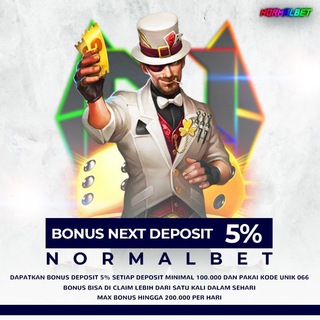 NORMALBET
BONUS NEXT DEPOSIT 5%
NORMALBET
DAPATKAN BONUS DEPOSIT 5% SETIAP DEPOSIT MINIMAL 100.000 DAN PAKAI KODE UNIK 066
BONUS BISA DI CLAIM LEBIH DARI SATU KALI DALAM SEHARI
MAX BONUS HINGGA 200.000 PER HARI